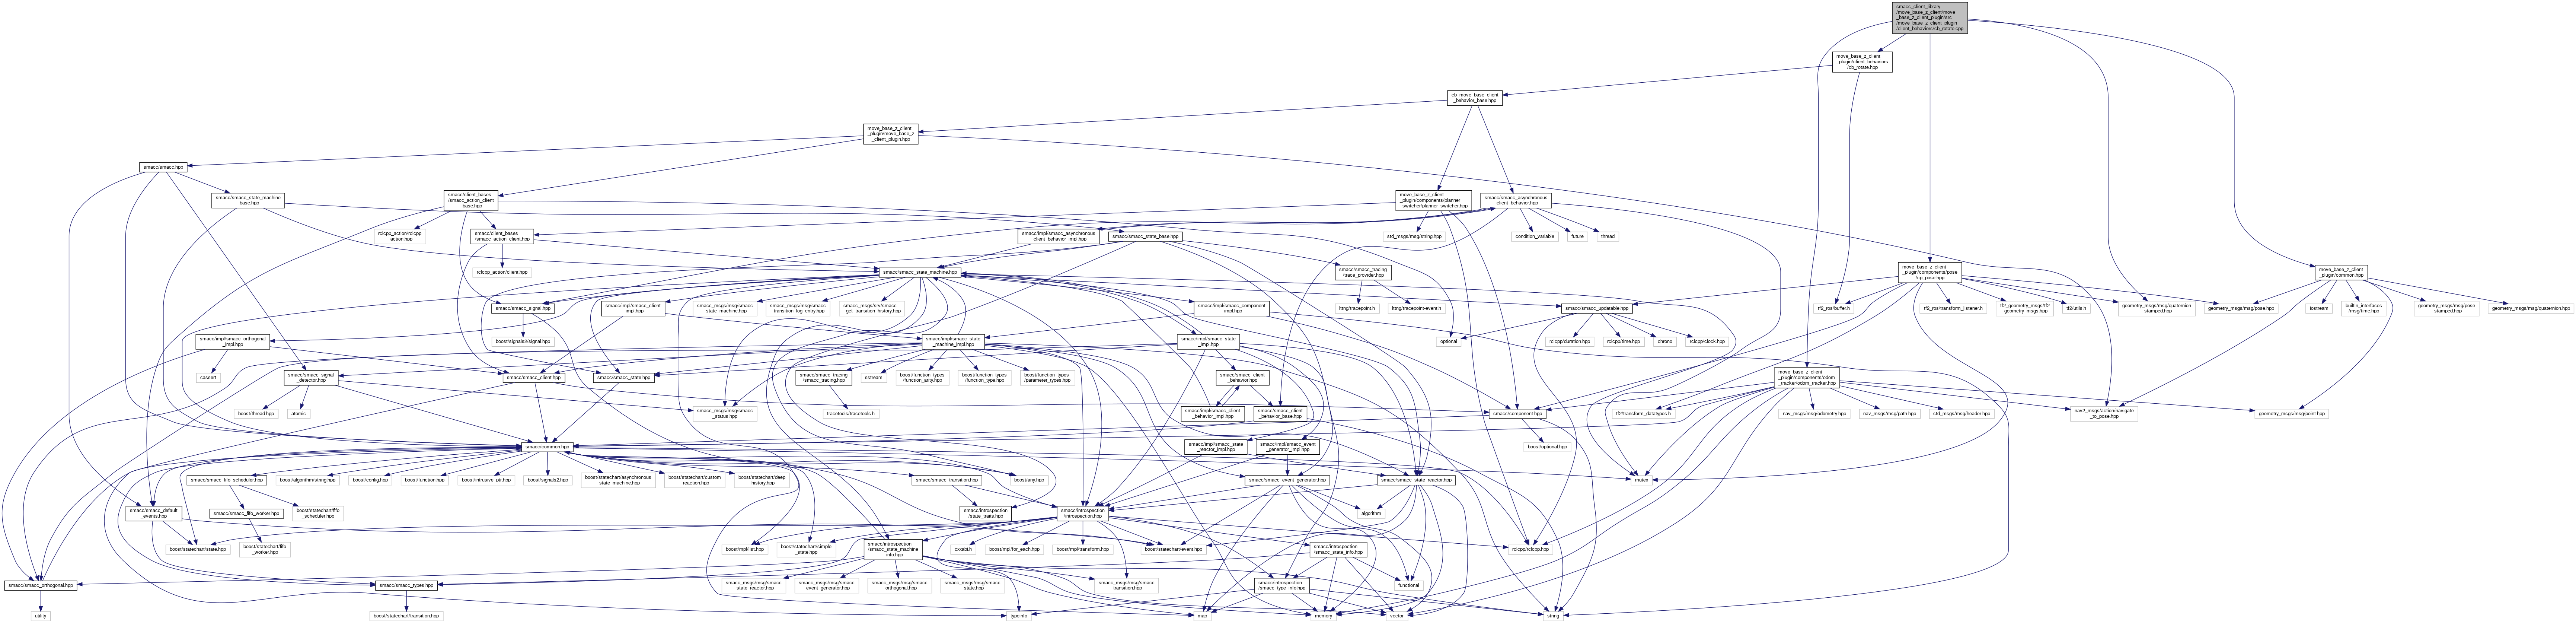 smacc_client_library
/move_base_z_client/move
_base_z_client_plugin/src
/move_base_z_client_plugin
/client_behaviors/cb_rotate.cpp
move_base_z_client
_plugin/client_behaviors
/cb_rotate.hpp
cb_move_base_client
_behavior_base.hpp
move_base_z_client
_plugin/move_base_z
_client_plugin.hpp
smacc/smacc.hpp
smacc/smacc_state_machine
_base.hpp
smacc/client_bases
/smacc_action_client
_base.hpp
move_base_z_client
_plugin/components/planner
_switcher/planner_switcher.hpp
smacc/smacc_asynchronous
_client_behavior.hpp
rclcpp_action/rclcpp
_action.hpp
smacc/client_bases
/smacc_action_client.hpp
smacc/impl/smacc_asynchronous
_client_behavior_impl.hpp
smacc/smacc_state_base.hpp
std_msgs/msg/string.hpp
condition_variable
future
thread
rclcpp_action/client.hpp
smacc/smacc_state_machine.hpp
smacc/smacc_tracing
/trace_provider.hpp
move_base_z_client
_plugin/components/pose
/cp_pose.hpp
move_base_z_client
_plugin/common.hpp
smacc/smacc_signal.hpp
smacc/impl/smacc_client
_impl.hpp
smacc_msgs/msg/smacc
_state_machine.hpp
smacc_msgs/msg/smacc
_transition_log_entry.hpp
smacc_msgs/srv/smacc
_get_transition_history.hpp
smacc/impl/smacc_component
_impl.hpp
lttng/tracepoint.h
lttng/tracepoint-event.h
smacc/smacc_updatable.hpp
tf2_ros/buffer.h
tf2_ros/transform_listener.h
tf2_geometry_msgs/tf2
_geometry_msgs.hpp
tf2/utils.h
geometry_msgs/msg/quaternion
_stamped.hpp
geometry_msgs/msg/pose.hpp
iostream
builtin_interfaces
/msg/time.hpp
geometry_msgs/msg/pose
_stamped.hpp
geometry_msgs/msg/quaternion.hpp
smacc/impl/smacc_orthogonal
_impl.hpp
boost/signals2/signal.hpp
smacc/impl/smacc_state
_machine_impl.hpp
smacc/impl/smacc_state
_impl.hpp
optional
rclcpp/duration.hpp
rclcpp/time.hpp
chrono
rclcpp/clock.hpp
cassert
smacc/smacc_signal
_detector.hpp
smacc/smacc_client.hpp
smacc/smacc_state.hpp
smacc/smacc_tracing
/smacc_tracing.hpp
sstream
boost/function_types
/function_arity.hpp
boost/function_types
/function_type.hpp
boost/function_types
/parameter_types.hpp
smacc/smacc_client
_behavior.hpp
move_base_z_client
_plugin/components/odom
_tracker/odom_tracker.hpp
boost/thread.hpp
atomic
smacc_msgs/msg/smacc
_status.hpp
tracetools/tracetools.h
smacc/impl/smacc_client
_behavior_impl.hpp
smacc/smacc_client
_behavior_base.hpp
smacc/component.hpp
tf2/transform_datatypes.h
nav_msgs/msg/odometry.hpp
nav_msgs/msg/path.hpp
std_msgs/msg/header.hpp
nav2_msgs/action/navigate
_to_pose.hpp
geometry_msgs/msg/point.hpp
smacc/common.hpp
smacc/impl/smacc_state
_reactor_impl.hpp
smacc/impl/smacc_event
_generator_impl.hpp
boost/optional.hpp
smacc/smacc_fifo_scheduler.hpp
boost/algorithm/string.hpp
boost/config.hpp
boost/function.hpp
boost/intrusive_ptr.hpp
boost/signals2.hpp
boost/statechart/asynchronous
_state_machine.hpp
boost/statechart/custom
_reaction.hpp
boost/statechart/deep
_history.hpp
smacc/smacc_transition.hpp
boost/any.hpp
smacc/smacc_event_generator.hpp
smacc/smacc_state_reactor.hpp
mutex
smacc/smacc_default
_events.hpp
smacc/smacc_fifo_worker.hpp
boost/statechart/fifo
_scheduler.hpp
smacc/introspection
/state_traits.hpp
smacc/introspection
/introspection.hpp
algorithm
boost/statechart/state.hpp
boost/statechart/fifo
_worker.hpp
boost/mpl/list.hpp
boost/statechart/simple
_state.hpp
smacc/introspection
/smacc_state_machine
_info.hpp
cxxabi.h
boost/mpl/for_each.hpp
boost/mpl/transform.hpp
boost/statechart/event.hpp
smacc/introspection
/smacc_state_info.hpp
rclcpp/rclcpp.hpp
smacc/smacc_orthogonal.hpp
smacc/smacc_types.hpp
smacc_msgs/msg/smacc
_state_reactor.hpp
smacc_msgs/msg/smacc
_event_generator.hpp
smacc_msgs/msg/smacc
_orthogonal.hpp
smacc_msgs/msg/smacc
_state.hpp
smacc_msgs/msg/smacc
_transition.hpp
smacc/introspection
/smacc_type_info.hpp
functional
utility
boost/statechart/transition.hpp
typeinfo
map
memory
vector
string